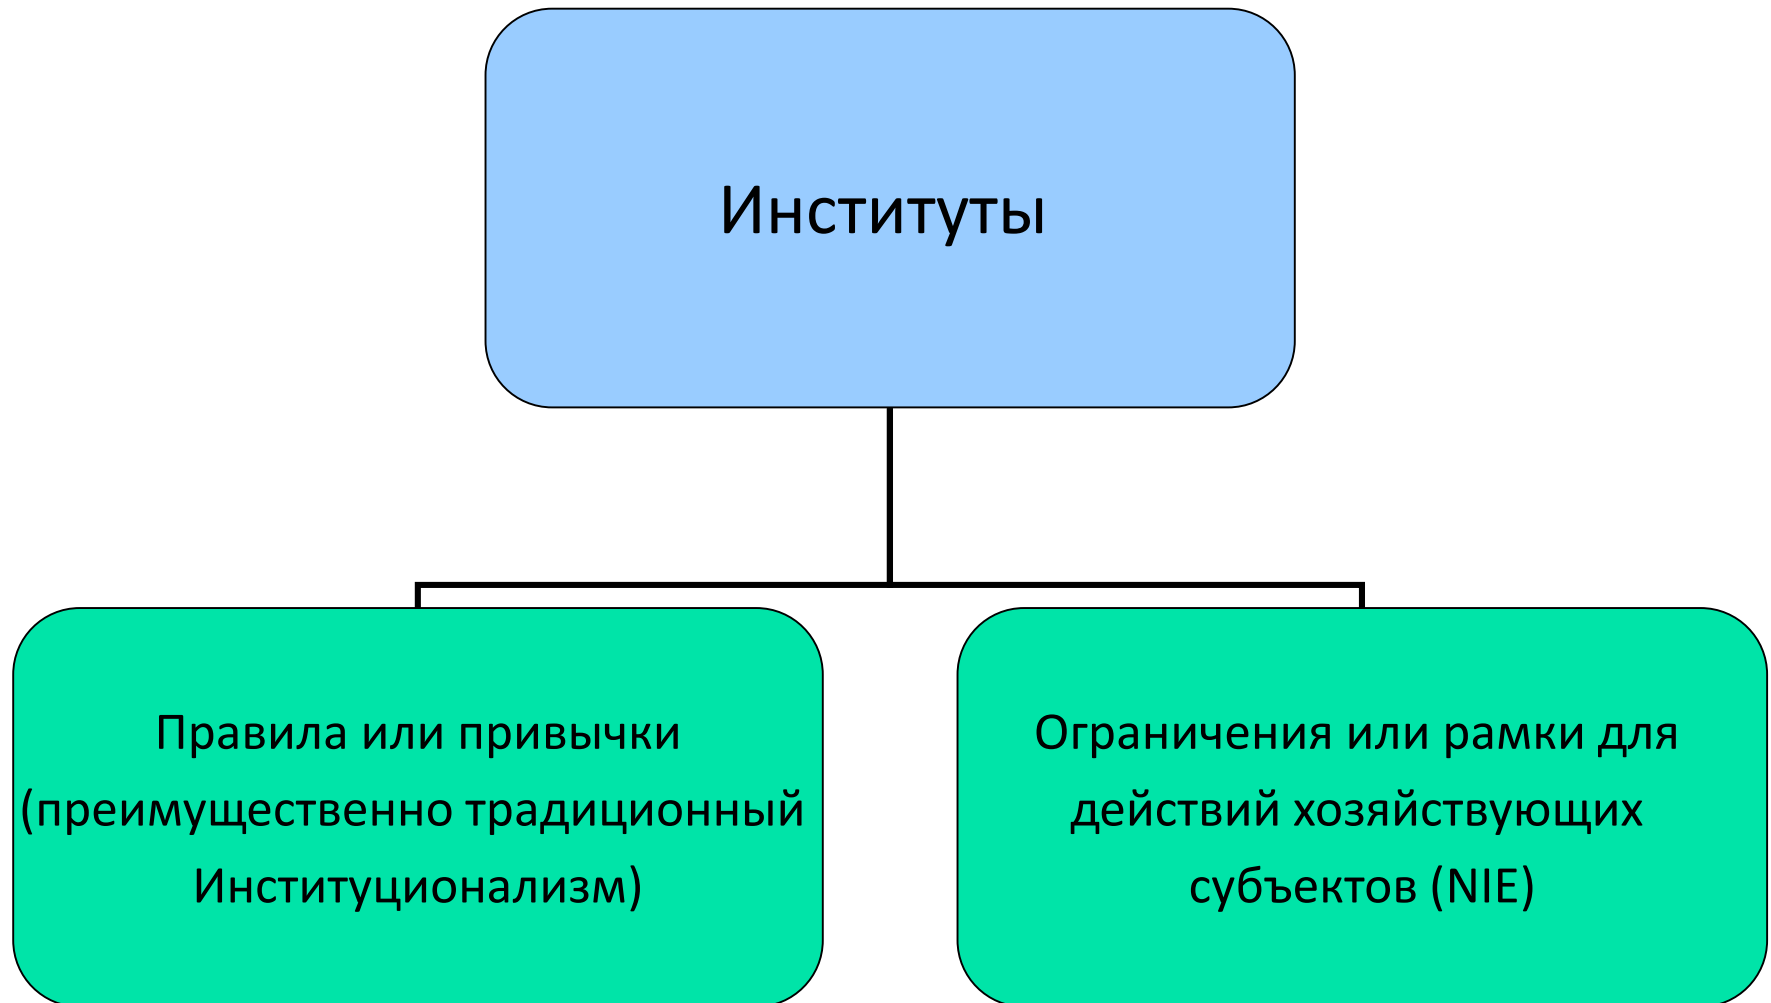 Институты
Правила или привычки
(преимущественно традиционный
Институционализм)
Ограничения или рамки для
действий хозяйствующих
субъектов (NIE)